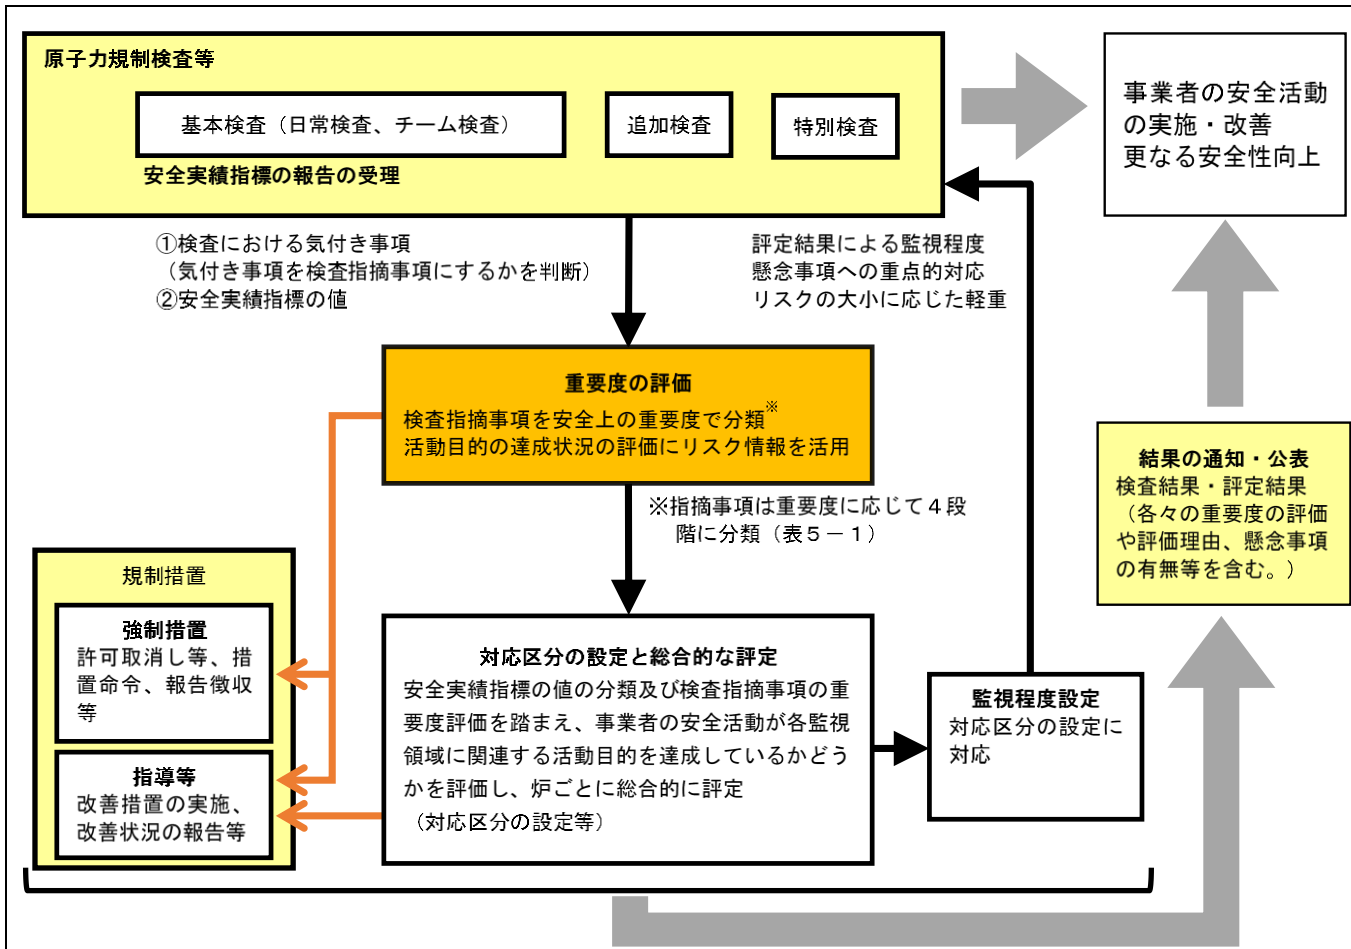 原子力規制検査等
基本検査（日常検査、チーム検査）
追加検査
特別検査
安全実績指標の報告の受理
事業者の安全活動
の実施・改善
更なる安全性向上
①検査における気付き事項
（気付き事項を検査指摘事項にするかを判断）
②安全実績指標の値
評定結果による監視程度
懸念事項への重点的対応
リスクの大小に応じた軽重
重要度の評価
検査指摘事項を安全上の重要度で分類※
活動目的の達成状況の評価にリスク情報を活用
※指摘事項は重要度に応じて４段
階に分類（表５－１）
結果の通知・公表
検査結果・評定結果
（各々の重要度の評価
や評価理由、懸念事項
の有無等を含む。）
規制措置
強制措置
許可取消し等、措
置命令、報告徴収
等
指導等
改善措置の実施、
改善状況の報告等
対応区分の設定と総合的な評定
安全実績指標の値の分類及び検査指摘事項の重
要度評価を踏まえ、事業者の安全活動が各監視
領域に関連する活動目的を達成しているかどう
かを評価し、炉ごとに総合的に評定
（対応区分の設定等）
監視程度設定
対応区分の設定に
対応